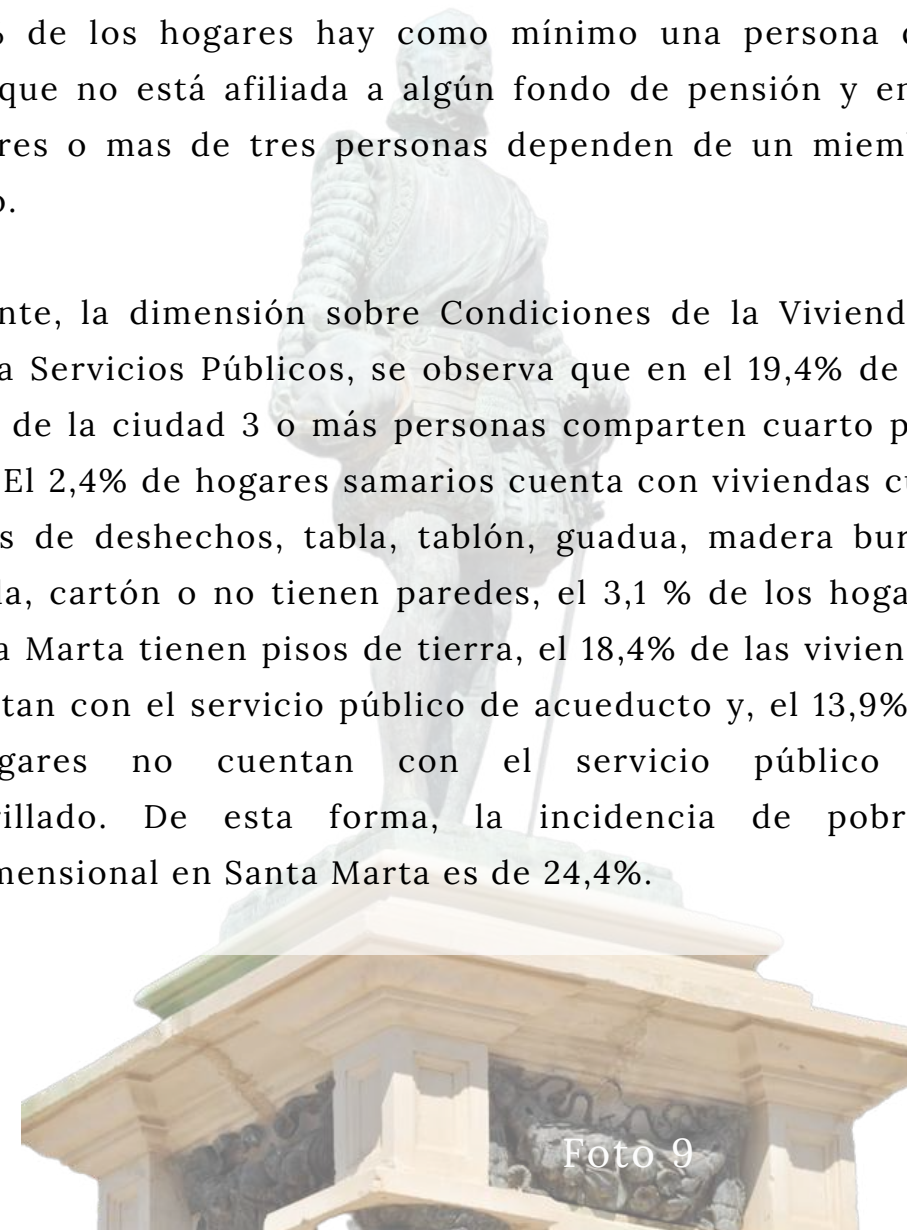 de los hogares hay como mínimo una persona
que no está afiliada a algún fondo de pensión y en
res o mas de tres personas dependen de un miem
o.
nte, la dimensión sobre Condiciones de la Viviend
a Servicios Públicos, se observa que en el 19,4% de
de la ciudad 3 o más personas comparten cuarto p
El 2,4% de hogares samarios cuenta con viviendas cu
s de deshechos, tabla, tablón, guadua, madera bur
la, cartón o no tienen paredes, el 3,1 % de los hoga
a Marta tienen pisos de tierra, el 18,4% de las vivien
tan con el servicio público de acueducto y, el 13,9%
gares no cuentan con el servicio público
illado. De esta forma, la incidencia de pobr
mensional en Santa Marta es de 24,4%.
Foto 9